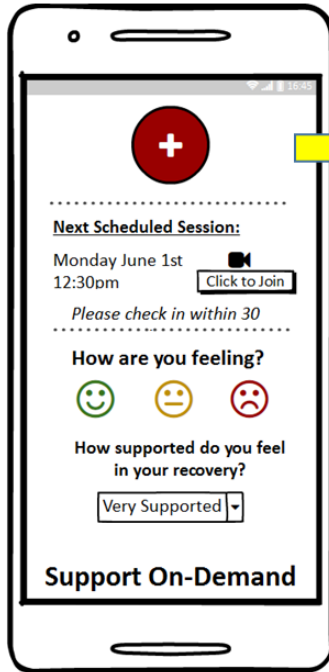 16:45
Next Scheduled Session:
Monday June 1st
12:30pm
Click to Join
Please check in within 30
How are you feeling?
How supported do you feel
in your recovery?
Very Supported
Support On-Demand